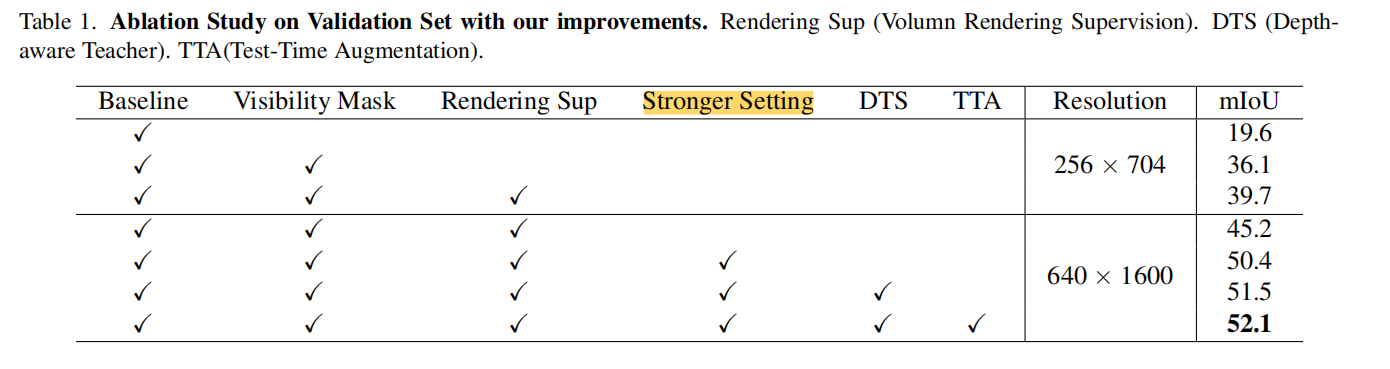 Table 1. Ablation Study on Validation Set with our improvements. Rendering Sup (Volumn Rendering Supervision). DTS (Depth-
aware Teacher). TTA(Test-Time Augmentation).
Baseline Visibility Mask Rendering Sup Stronger Setting DTS TTA Resolution mIoU
✓ 19.6
✓ ✓ 256 × 704 36.1
✓ ✓ ✓ 39.7
✓ ✓ ✓ 45.2
✓ ✓ ✓ ✓ 50.4
640 × 1600
✓ ✓ ✓ ✓ ✓ 51.5
✓ ✓ ✓ ✓ ✓ ✓ 52.1